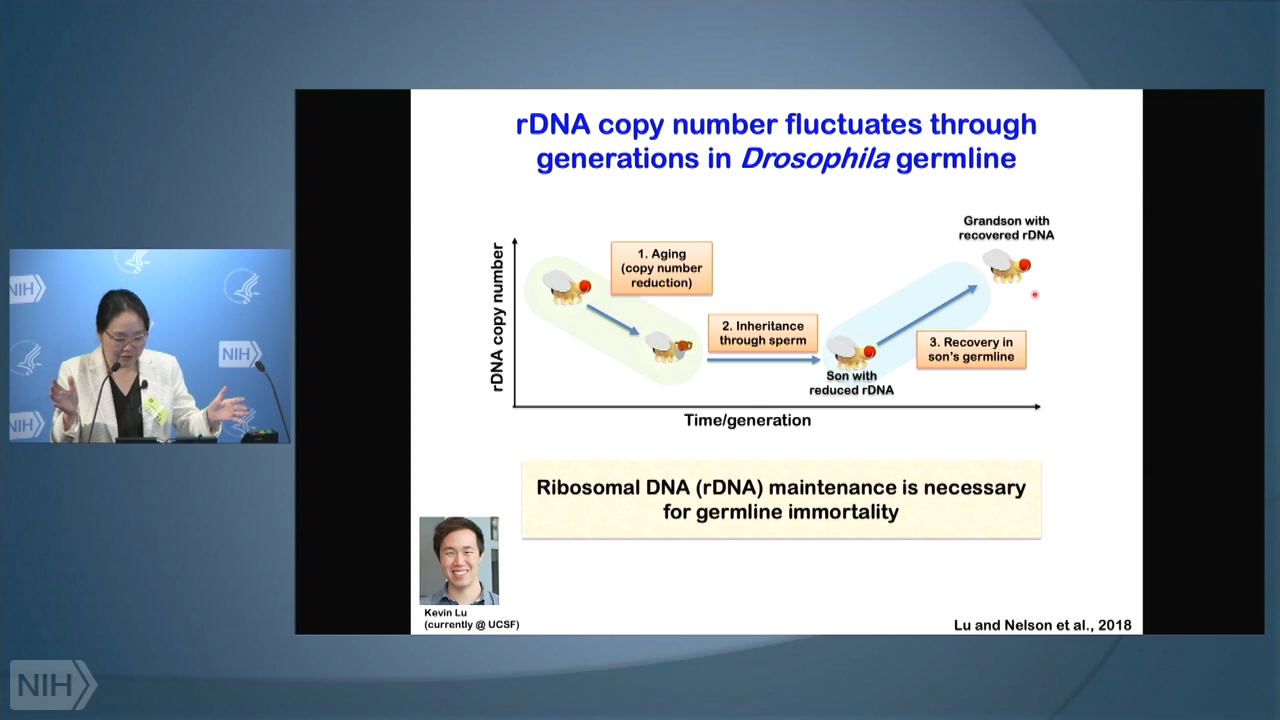 rDNA copy number fluctuates through
generations in Drosophila germline
Grandson with
recovered rDNA
rDNA copy number
1. Aging
(copy number
reduction)
2. Inheritance
through sperm
3. Recovery in
son's germline
Son with
reduced rDNA
Time/generation
Ribosomal DNA (rDNA) maintenance is necessary
for germline immortality
Kevin Lu
(currently @ UCSF)
Lu and Nelson et al., 2018
NIH
NIH
NIH
NIH